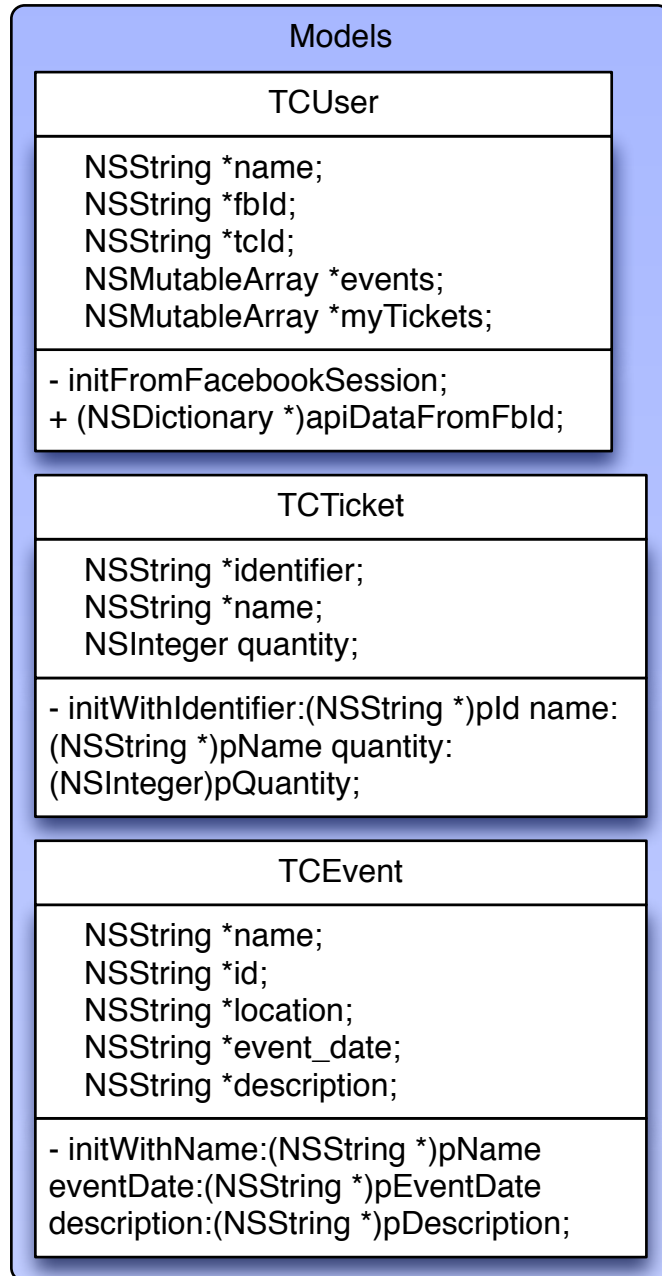 Models
TCUser
NSString *name;
NSString *fbId;
NSString *tcId;
NSMutableArray *events;
NSMutableArray *myTickets;
- initFromFacebookSession;
+ (NSDictionary *)apiDataFromFbId;
TCTicket
NSString *identifier;
NSString *name;
NSInteger quantity;
- initWithIdentifier:(NSString *)pId name:
(NSString *)pName quantity:
(NSInteger)pQuantity;
TCEvent
NSString *name;
NSString *id;
NSString *location;
NSString *event_date;
NSString *description;
- initWithName:(NSString *)pName
eventDate:(NSString *)pEventDate
description:(NSString *)pDescription;